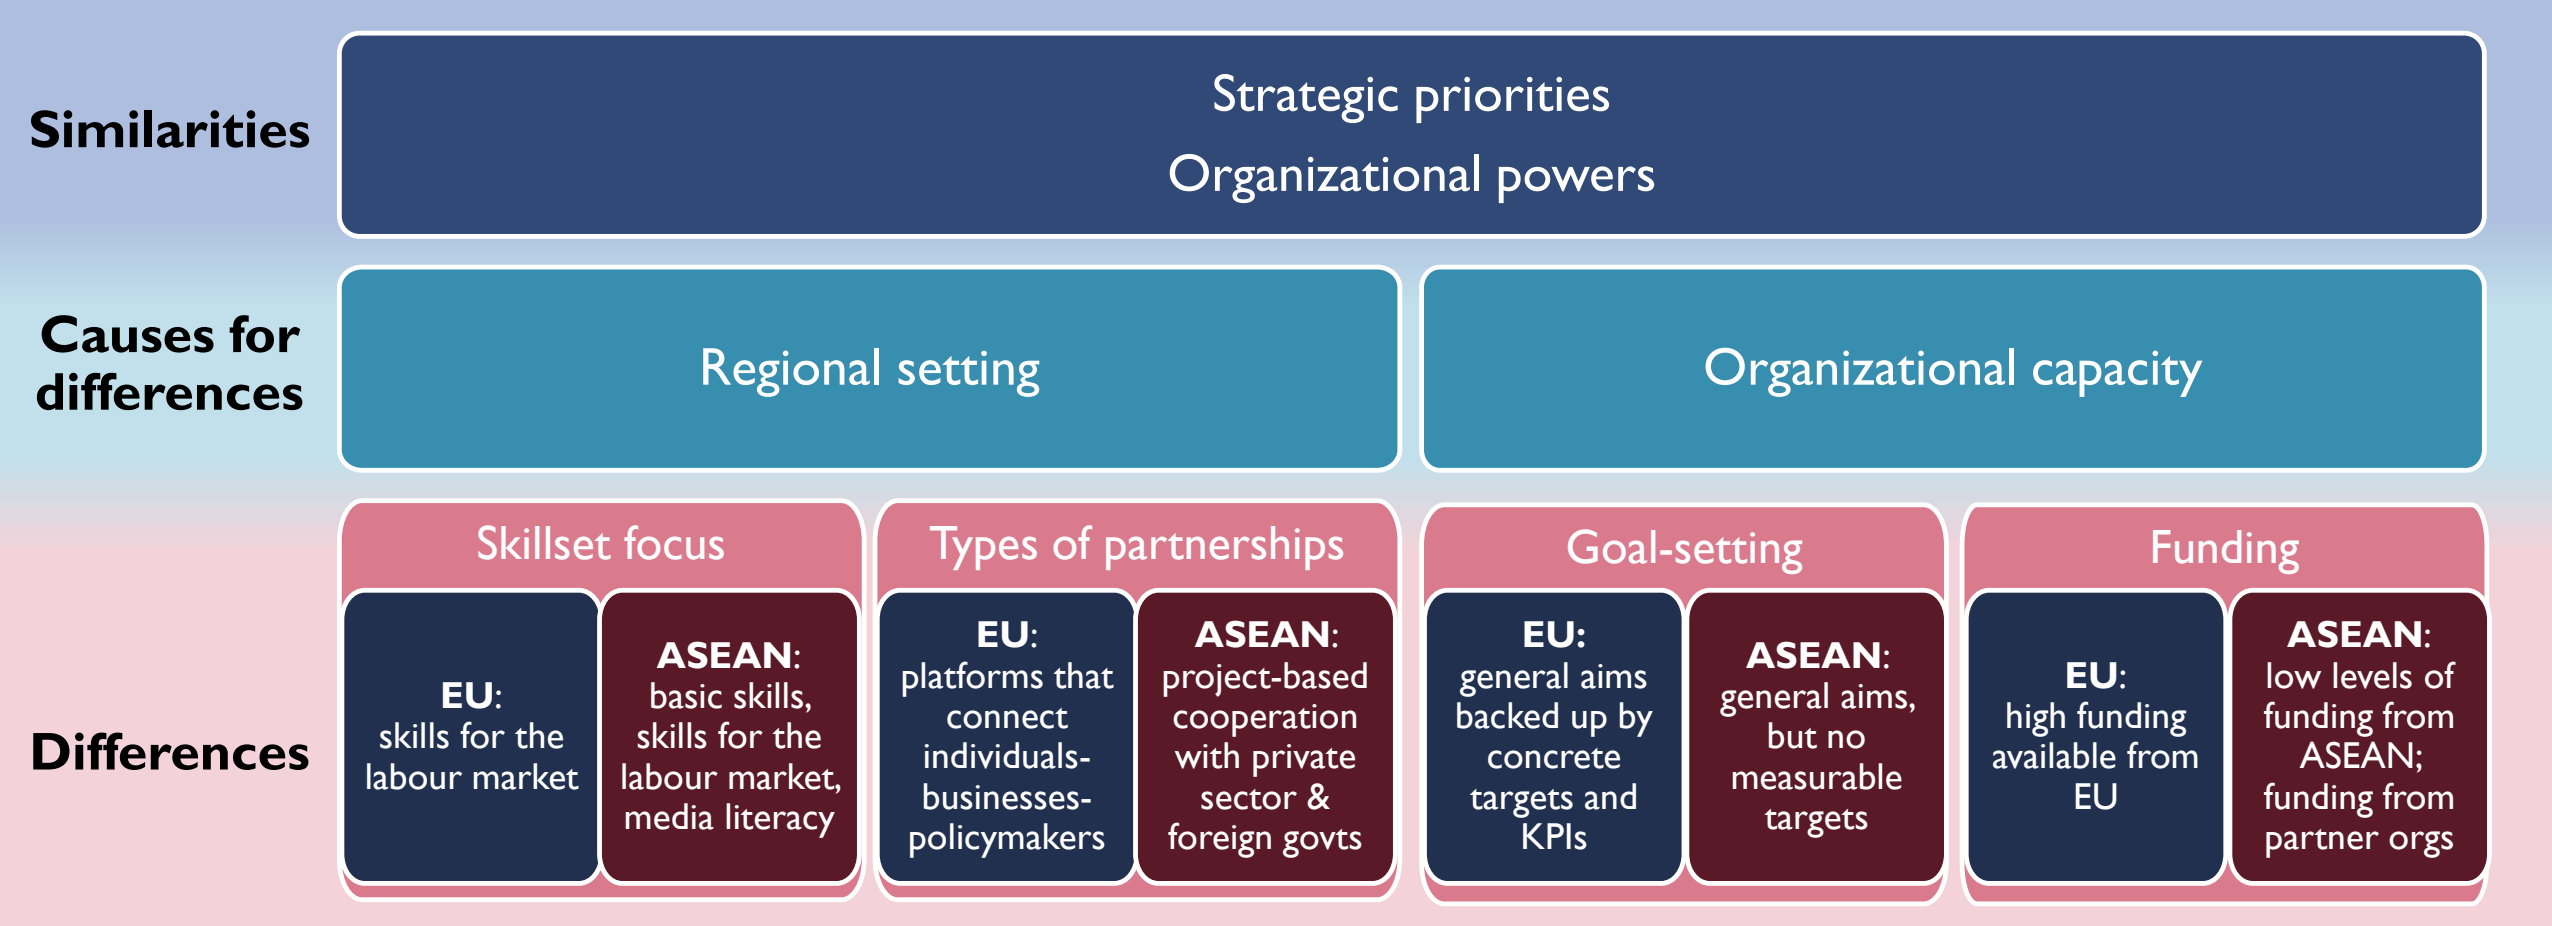 Similarities
Strategic priorities
Organizational powers
Causes for
differences
Regional setting
Organizational capacity
Differences
Skillset focus
EU:
skills for the
labour market
ASEAN:
basic skills,
skills for the
labour market,
media literacy
Types of partnerships
EU:
platforms that
connect
individuals-
businesses-
policymakers
ASEAN:
project-based
cooperation
with private
sector &
foreign govts
Goal-setting
EU:
general aims
backed up by
concrete
targets and
KPIs
ASEAN:
general aims,
but no
measurable
targets
Funding
EU:
high funding
available from
EU
ASEAN:
low levels of
funding from
ASEAN;
funding from
partner orgs